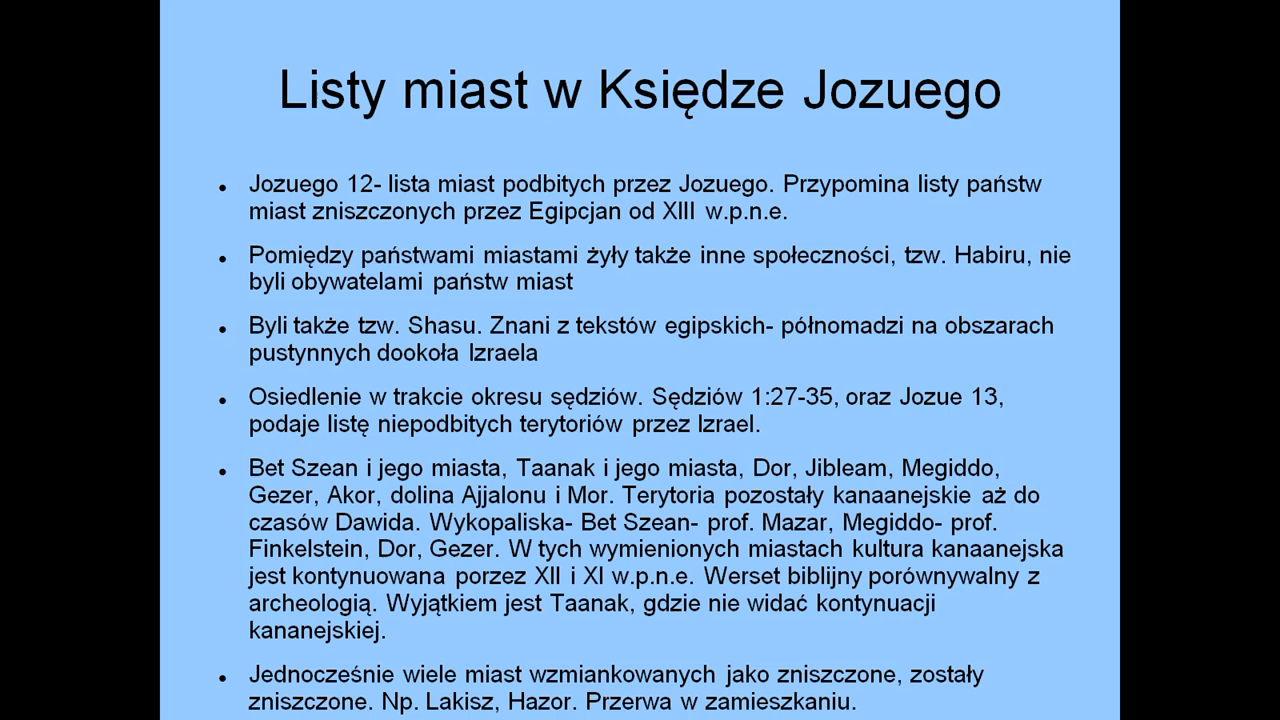 Listy miast w Księdze Jozuego
• Jozuego 12- lista miast podbitych przez Jozuego. Przypomina listy państw
miast zniszczonych przez Egipcjan od XIII w.p.n.e.
• Pomiędzy państwami miastami żyły także inne społeczności, tzw. Habiru, nie
byli obywatelami państw miast
• Byli także tzw. Shasu. Znani z tekstów egipskich- półnomadzi na obszarach
pustynnych dookoła Izraela
• Osiedlenie w trakcie okresu sędziów. Sędziów 1:27-35, oraz Jozue 13,
podaje listę niepodbitych terytoriów przez Izrael.
• Bet Szean i jego miasta, Taanak i jego miasta, Dor, Jibleam, Megiddo,
Gezer, Akor, dolina Ajjalonu i Mor. Terytoria pozostały kanaanejskie aż do
czasów Dawida. Wykopaliska- Bet Szean- prof. Mazar, Megiddo- prof.
Finkelstein, Dor, Gezer. W tych wymienionych miastach kultura kanaanejska
jest kontynuowana porzez XII i XI w.p.n.e. Werset biblijny porównywalny z
archeologią. Wyjątkiem jest Taanak, gdzie nie widać kontynuacji
kananejskiej.
• Jednocześnie wiele miast wzmiankowanych jako zniszczone, zostały
zniszczone. Np. Lakisz, Hazor. Przerwa w zamieszkaniu.